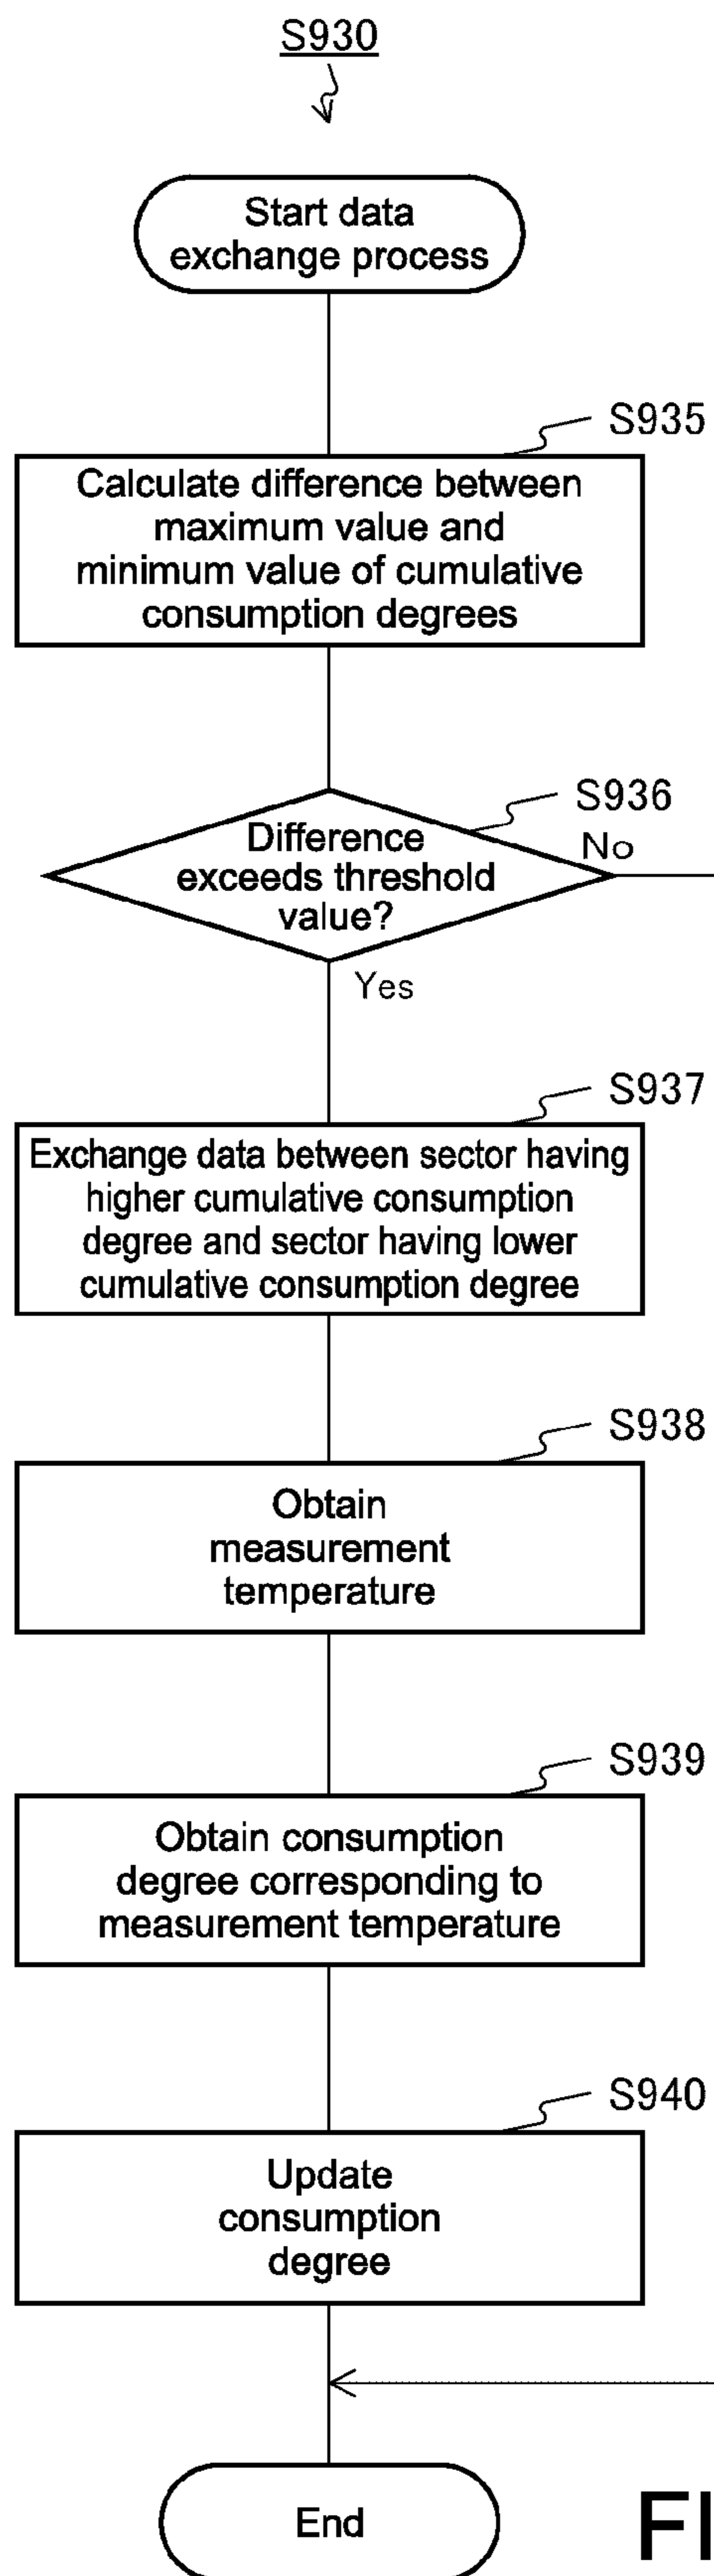 S930
Start data
exchange process
S935
Calculate difference between
maximum value and
minimum value of cumulative
consumption degrees
S936
Difference
exceeds threshold
value?
No
Yes
S937
Exchange data between sector having
higher cumulative consumption
degree and sector having lower
cumulative consumption degree
S938
Obtain
measurement
temperature
S939
Obtain consumption
degree corresponding to
measurement temperature
S940
Update
consumption
degree
End
FI